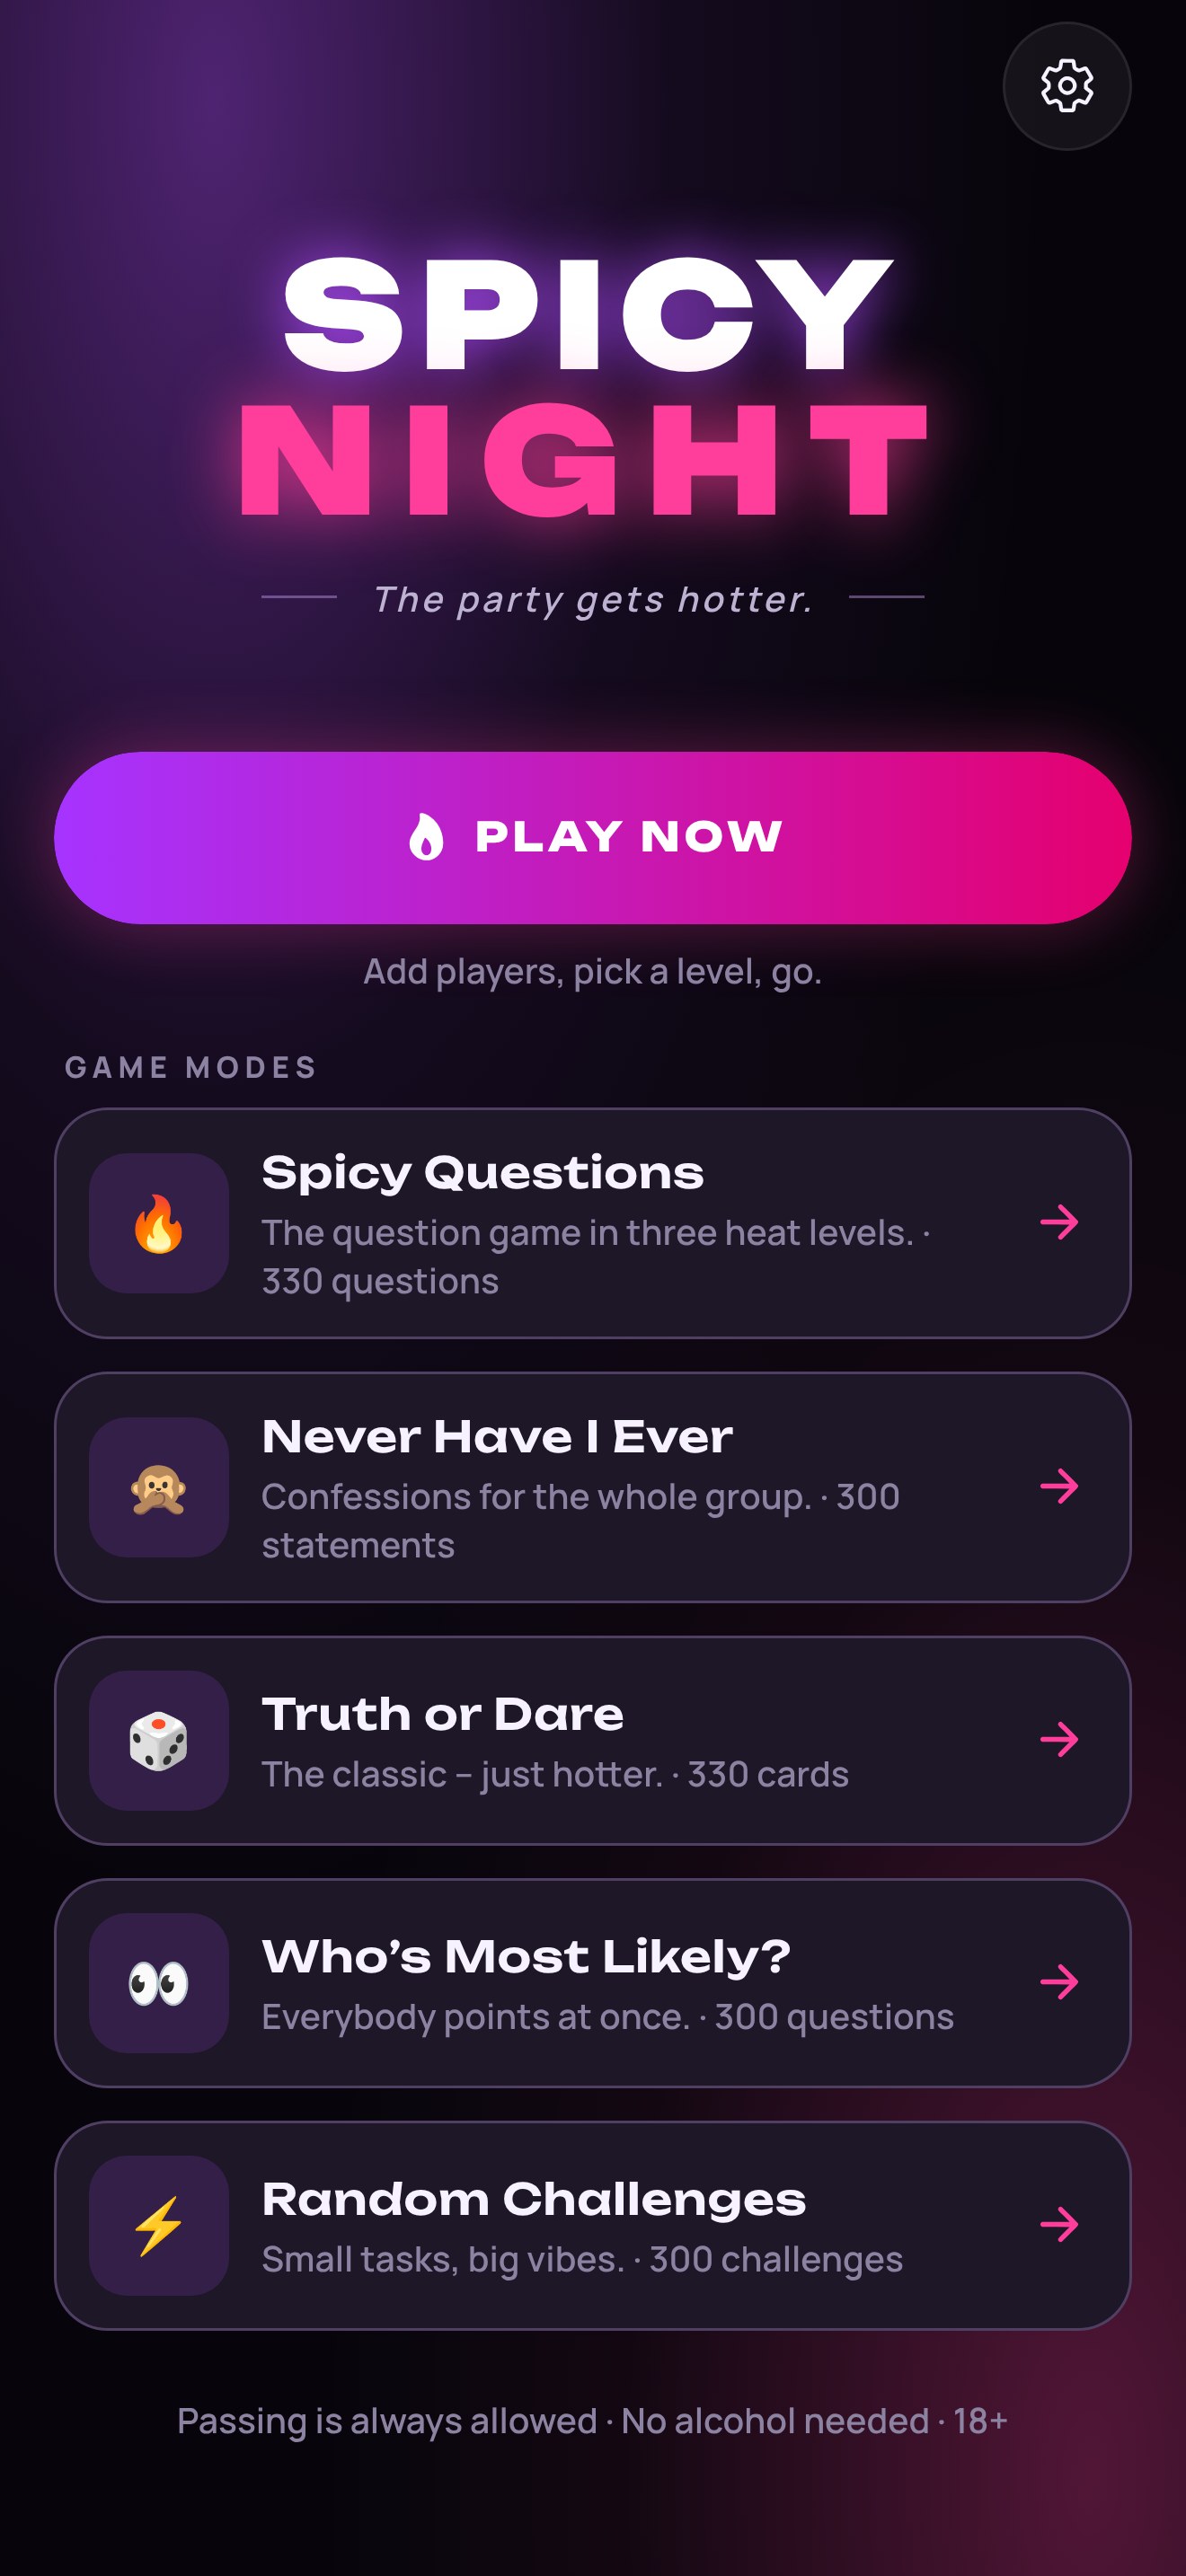 SPICY
NIGHT
The party gets hotter.
PLAY NOW
Add players, pick a level, go.
GAME MODES
Spicy Questions
The question game in three heat levels. ·
330 questions
Never Have I Ever
Confessions for the whole group. · 300
statements
Truth or Dare
The classic – just hotter. · 330 cards
Who’s Most Likely?
Everybody points at once. · 300 questions
Random Challenges
Small tasks, big vibes. · 300 challenges
Passing is always allowed · No alcohol needed · 18+